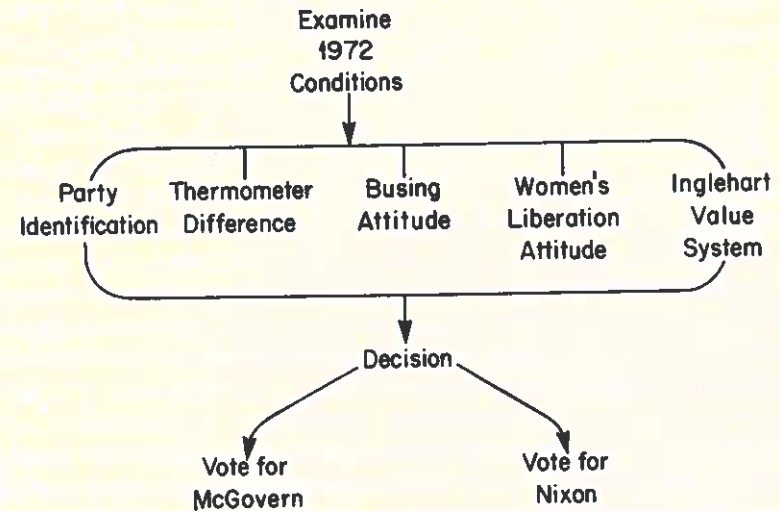 Examine
1972
Conditions
Party
Identification
Thermometer
Difference
Busing
Attitude
Women's
Liberation
Attitude
Inglehart
Value
System
Decision
Vote for
McGovern
Vote for
Nixon